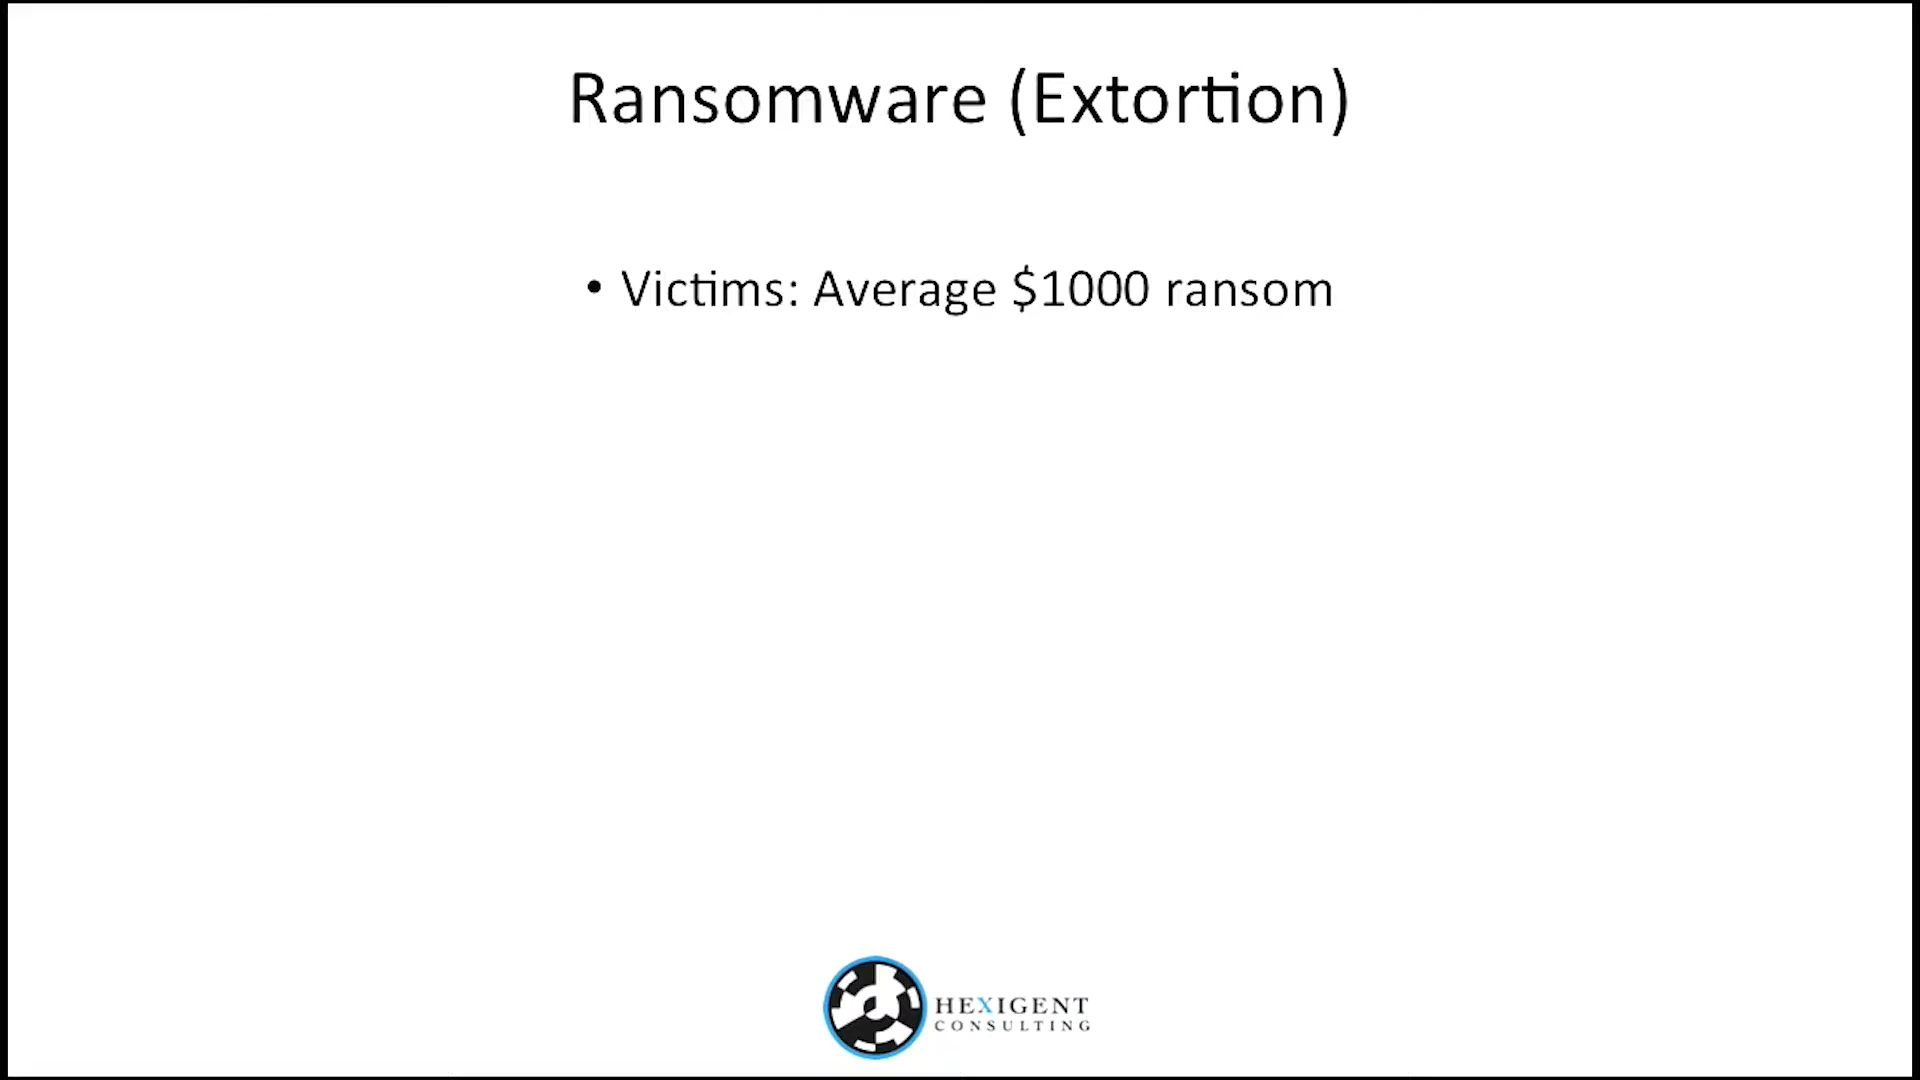 Ransomware (Extortion)
• Victims: Average $1000 ransom
HEXIGENT
CONSULTING